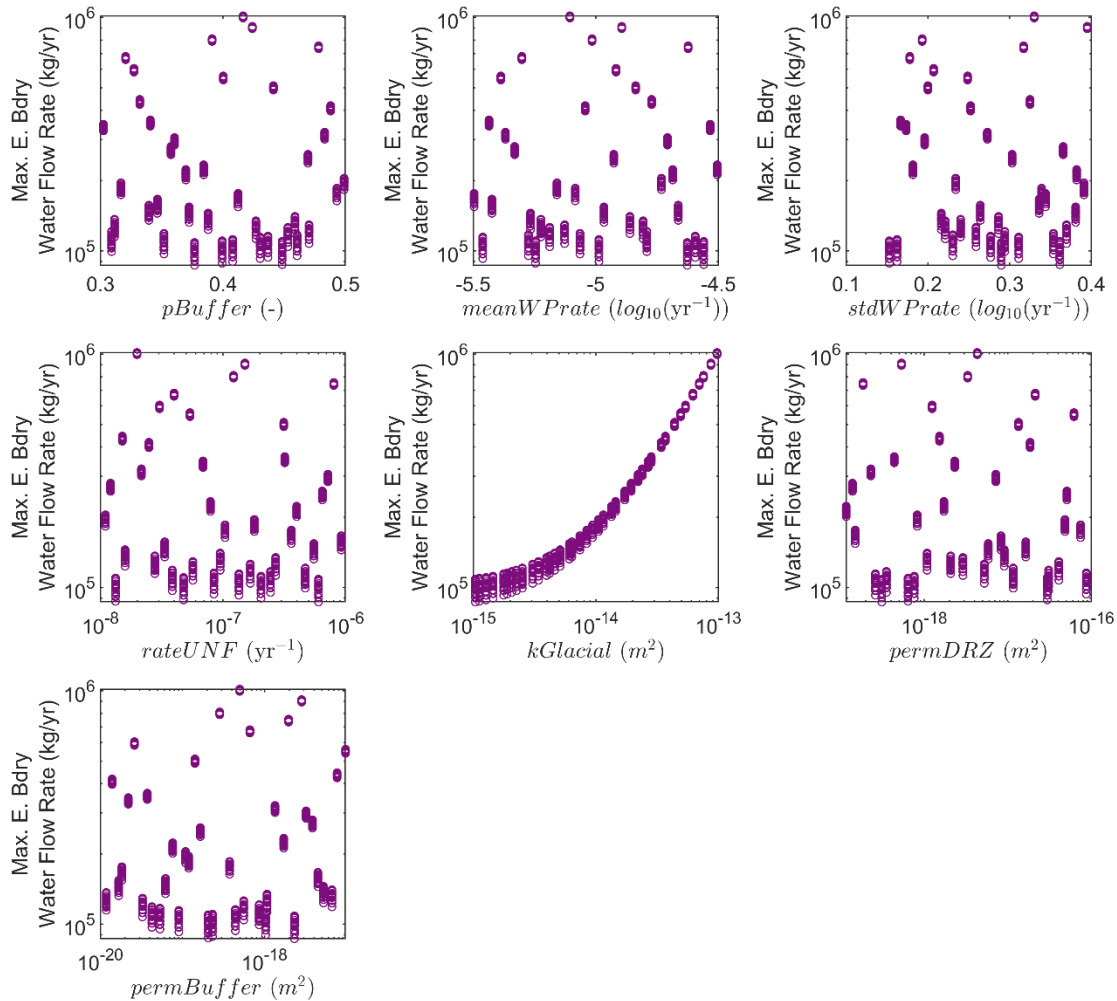 Max. E. Bdry
Water Flow Rate (kg/yr)
10^6
10^5
0.3 0.4 0.5
pBuffer (-)
Max. E. Bdry
Water Flow Rate (kg/yr)
10^6
10^5
-5.5 -5 -4.5
meanWPrate (log₁₀(yr⁻¹))
Max. E. Bdry
Water Flow Rate (kg/yr)
10^6
10^5
0.1 0.2 0.3 0.4
stdWPrate (log₁₀(yr⁻¹))
Max. E. Bdry
Water Flow Rate (kg/yr)
10^6
10^5
10^-8 10^-7 10^-6
rateUNF (yr⁻¹)
Max. E. Bdry
Water Flow Rate (kg/yr)
10^6
10^5
10^-15 10^-14 10^-13
kGlacial (m²)
Max. E. Bdry
Water Flow Rate (kg/yr)
10^6
10^5
10^-18 10^-16
permDRZ (m²)
Max. E. Bdry
Water Flow Rate (kg/yr)
10^6
10^5
10^-20 10^-18
permBuffer (m²)